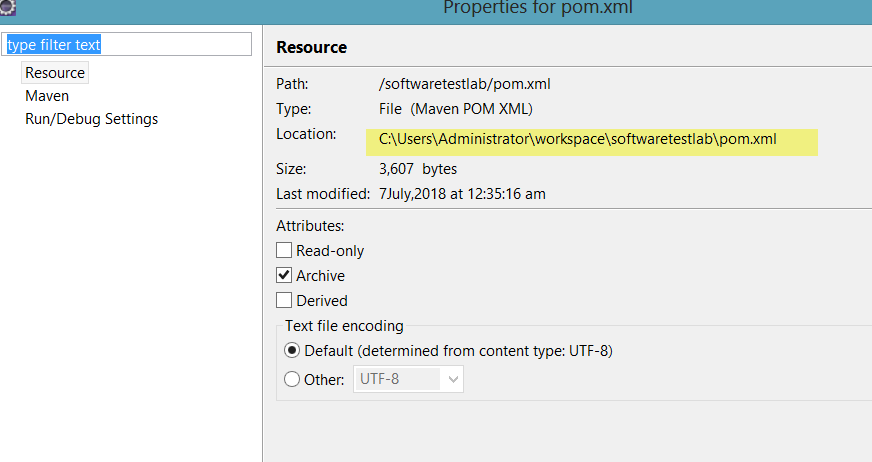 Properties for pom.xml
type filter text
Resource
Maven
Run/Debug Settings
Resource
Path: /softwaretestlab/pom.xml
Type: File (Maven POM XML)
Location: C:\Users\Administrator\workspace\softwaretestlab\pom.xml
Size: 3,607 bytes
Last modified: 7July,2018 at 12:35:16 am
Attributes:
Read-only
Archive
Derived
Text file encoding
Default (determined from content type: UTF-8)
Other: UTF-8